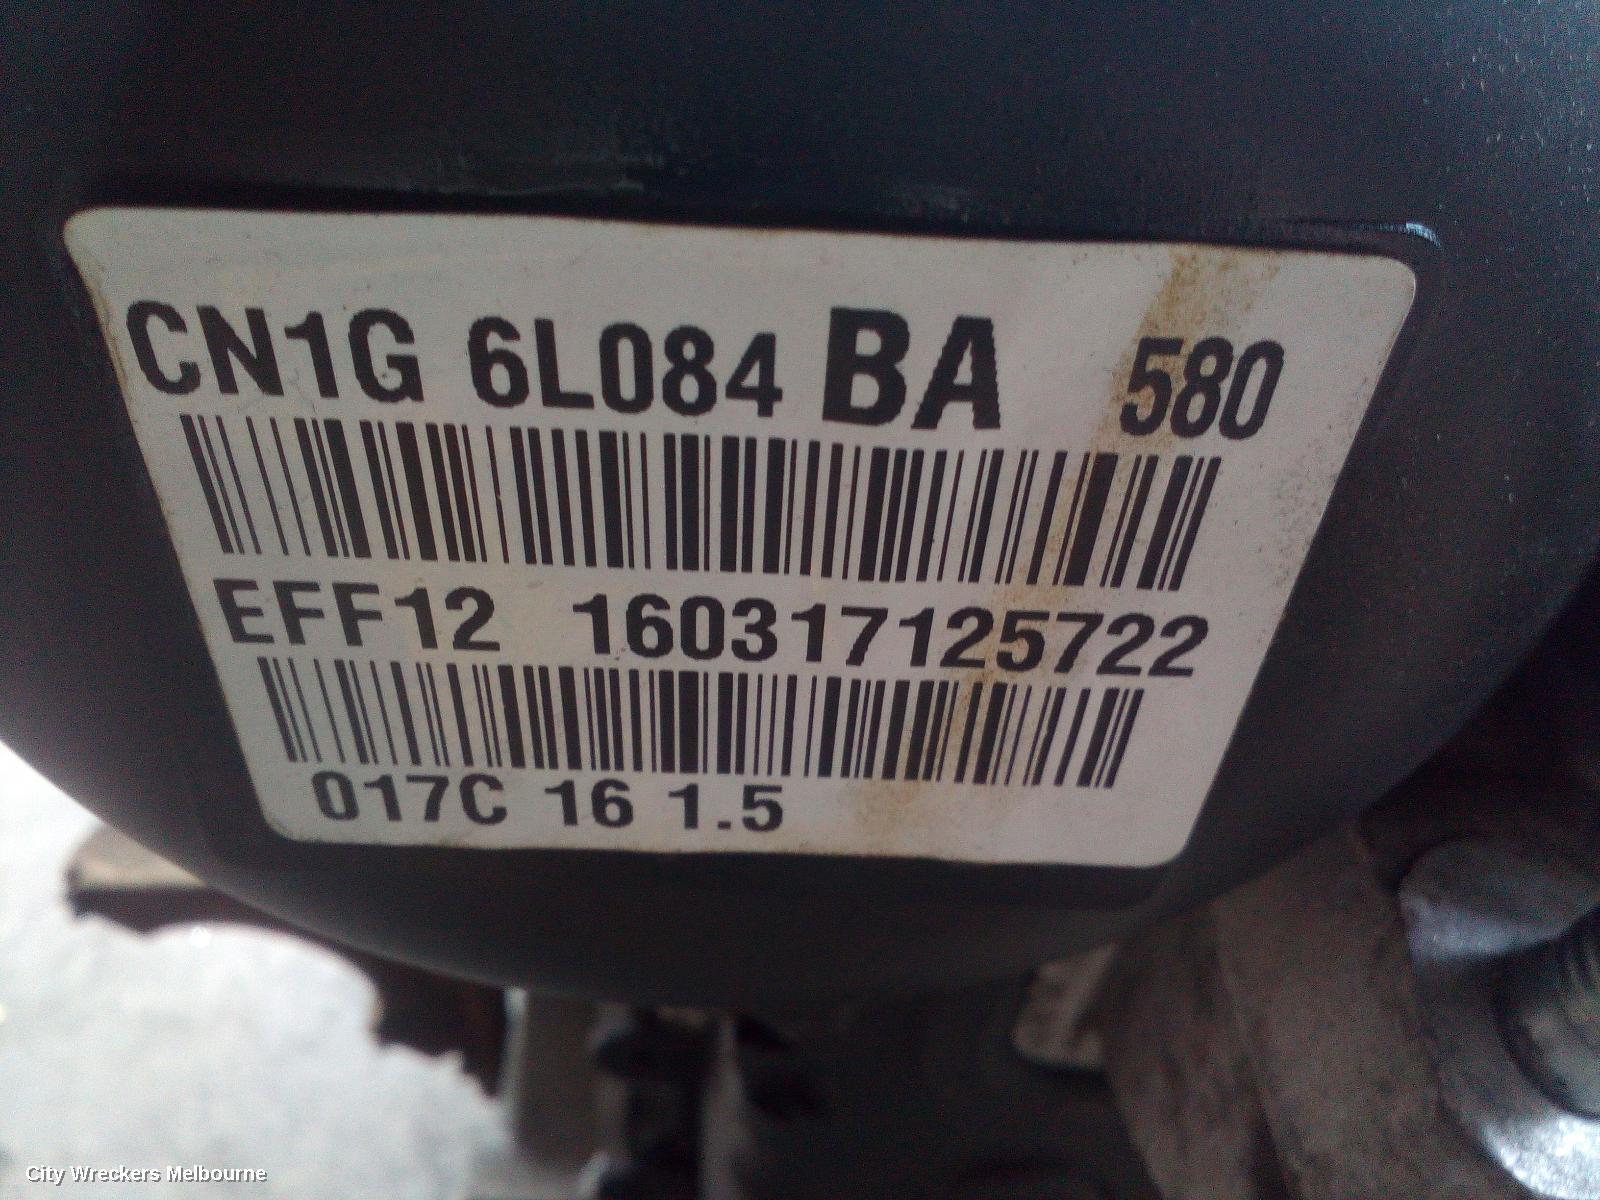 CN1G 6L084 BA 580
EFF12 160317125722
017C 16 1.5
City Wreckers Melbourne